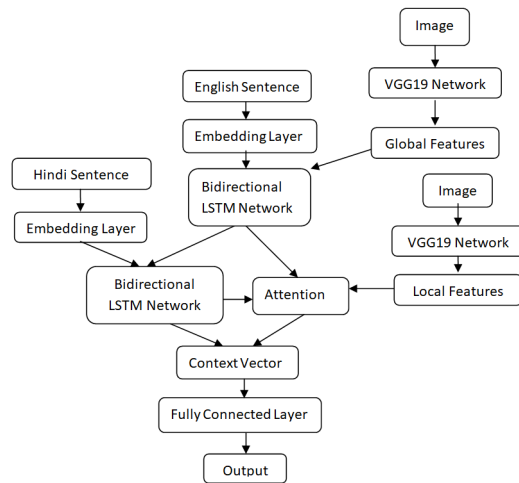 Image
VGG19 Network
English Sentence
Embedding Layer
Global Features
Hindi Sentence
Bidirectional
LSTM Network
Image
Embedding Layer
VGG19 Network
Bidirectional
LSTM Network
Attention
Local Features
Context Vector
Fully Connected Layer
Output